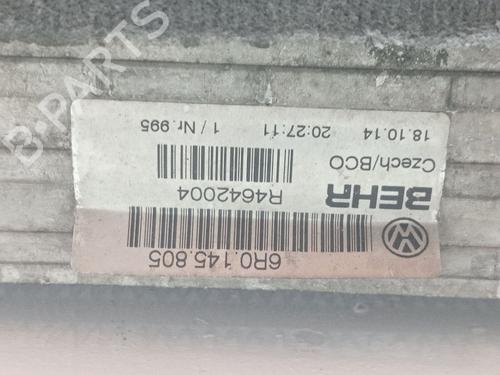 6R0.145.805
BEHR
R4642004
Czech/BCO
18.10.14 20:27:11 1 / Nr.995
B-PARTS